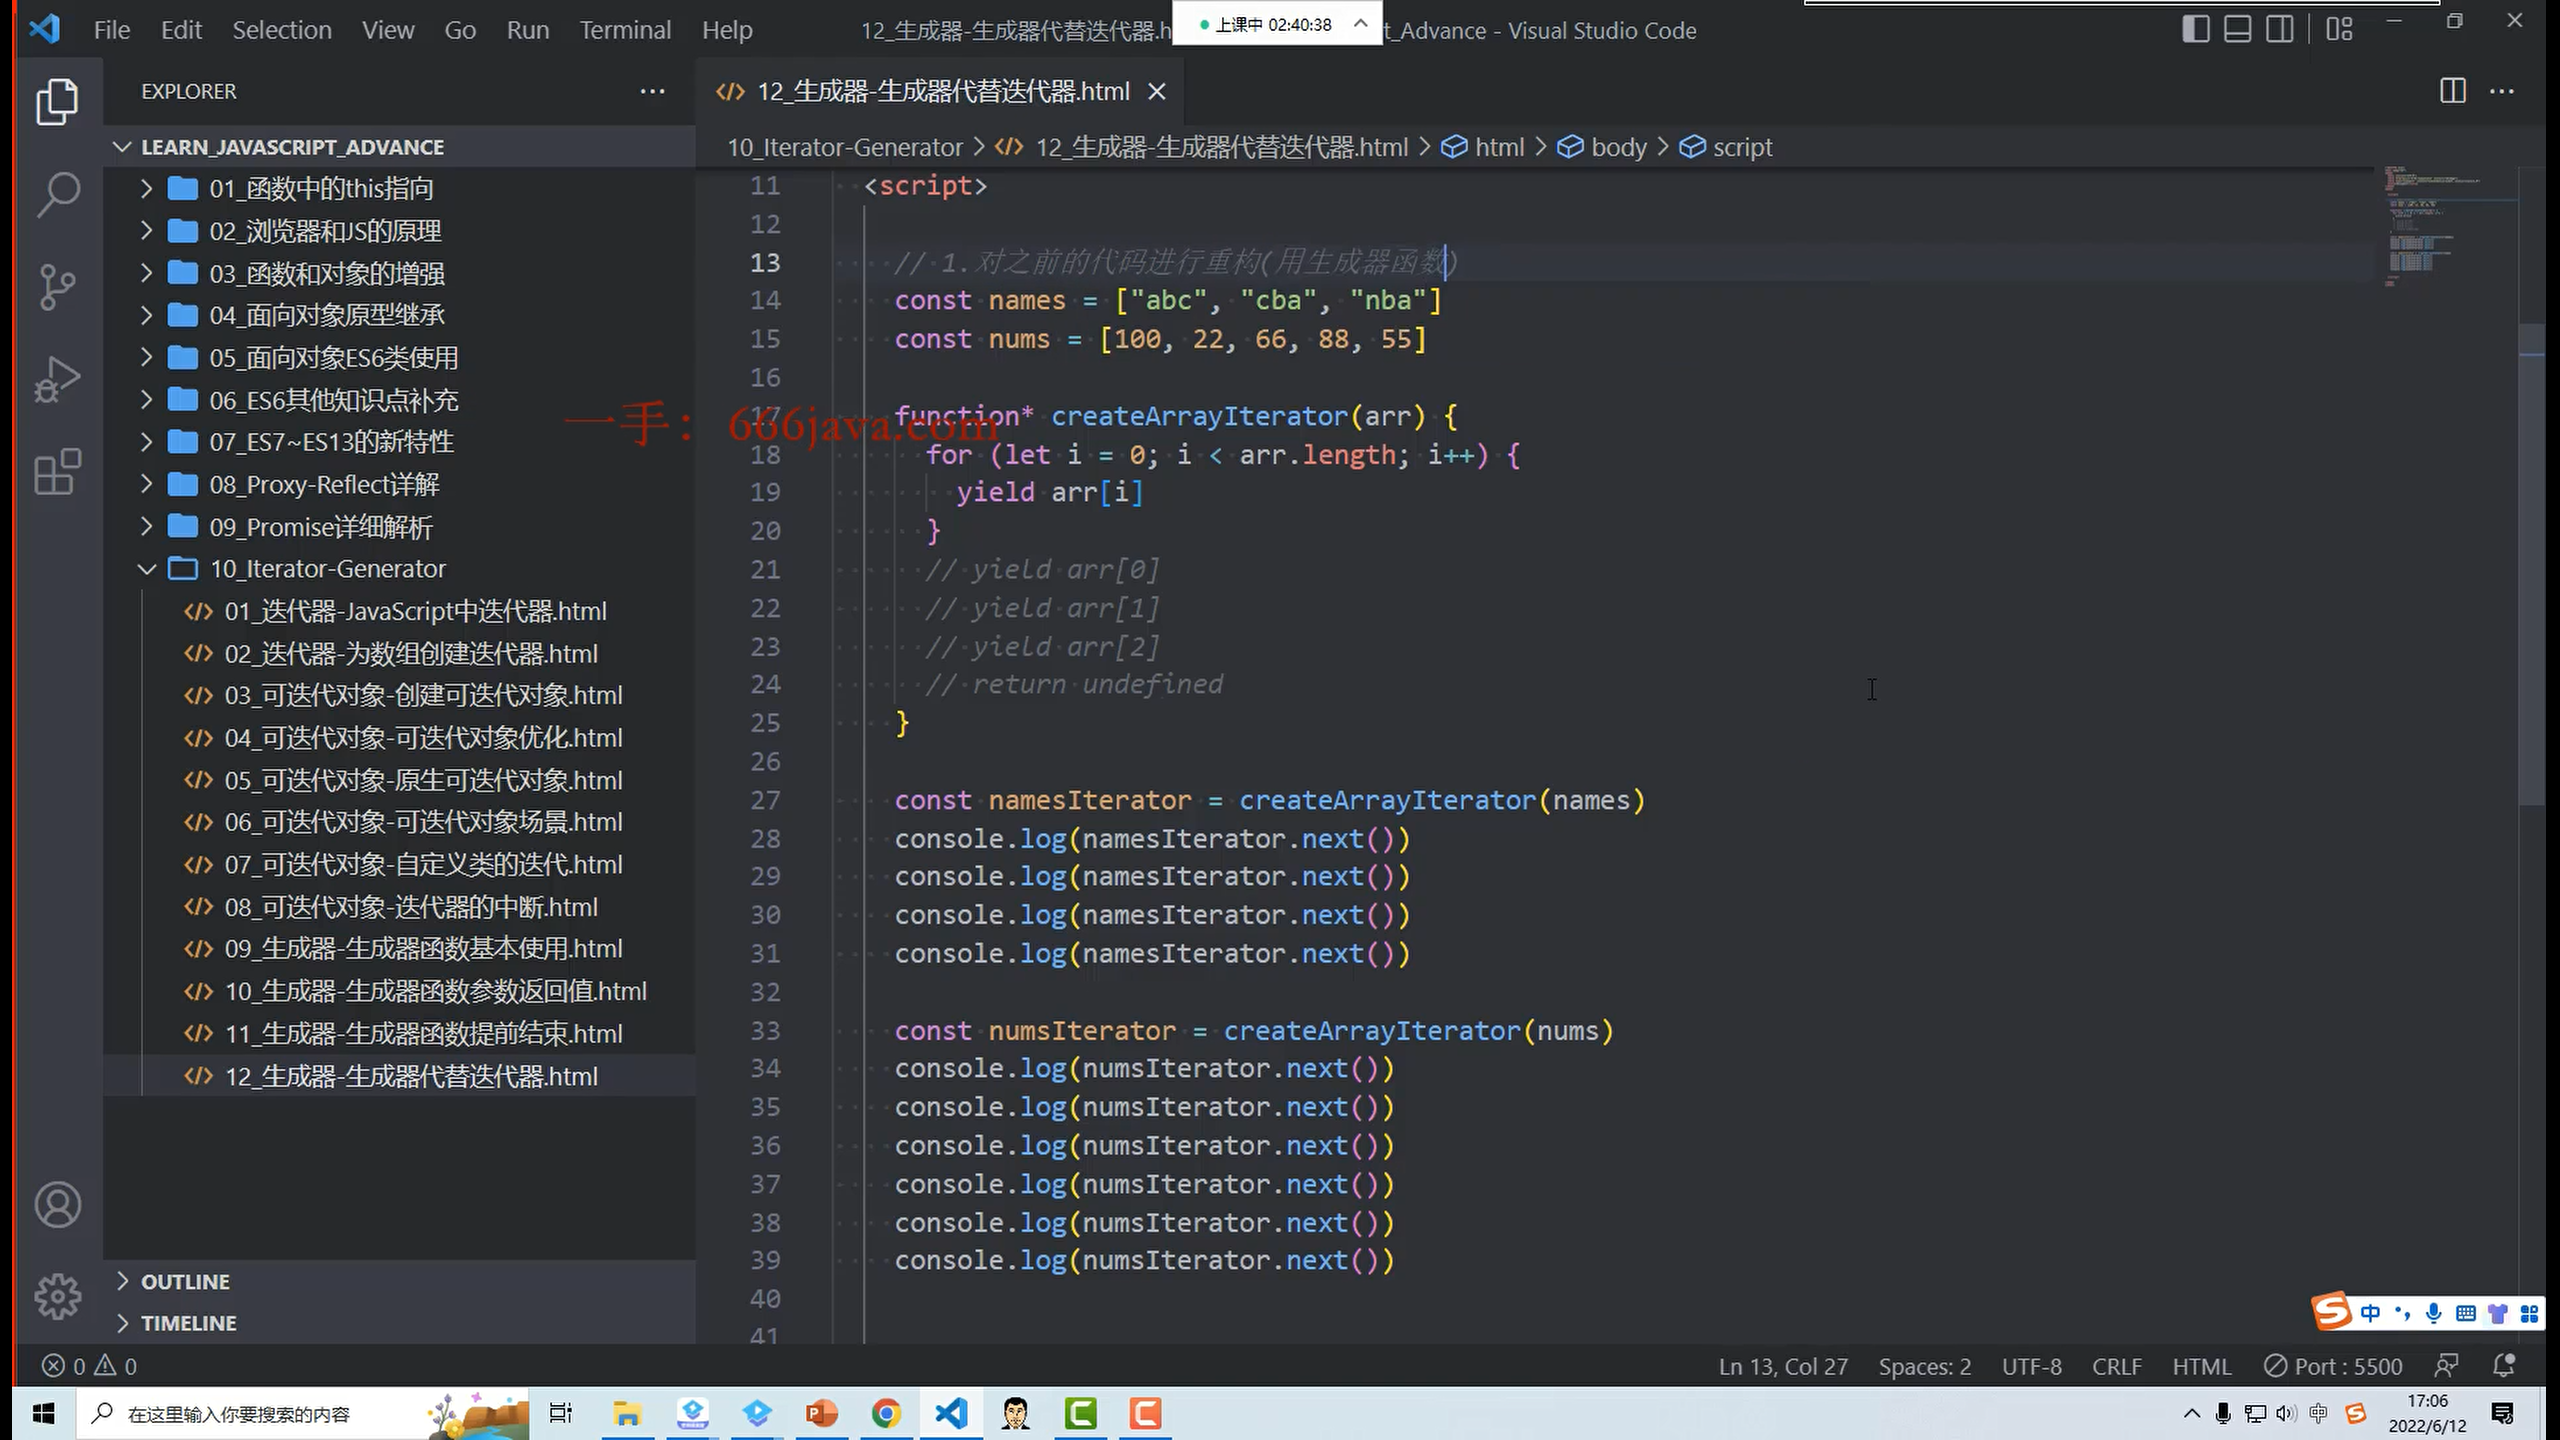 File Edit Selection View Go Run Terminal Help
12_生成器-生成器代替迭代器.h
上课中 02:40:38
t_Advance - Visual Studio Code
EXPLORER
LEARN_JAVASCRIPT_ADVANCE
01_函数中的this指向
02_浏览器和JS的原理
03_函数和对象的增强
04_面向对象原型继承
05_面向对象ES6类使用
06_ES6其他知识点补充
07_ES7~ES13的新特性
08_Proxy-Reflect详解
09_Promise详细解析
10_Iterator-Generator
01_迭代器-JavaScript中迭代器.html
02_迭代器-为数组创建迭代器.html
03_可迭代对象-创建可迭代对象.html
04_可迭代对象-可迭代对象优化.html
05_可迭代对象-原生可迭代对象.html
06_可迭代对象-可迭代对象场景.html
07_可迭代对象-自定义类的迭代.html
08_可迭代对象-迭代器的中断.html
09_生成器-生成器函数基本使用.html
10_生成器-生成器函数参数返回值.html
11_生成器-生成器函数提前结束.html
12_生成器-生成器代替迭代器.html
OUTLINE
TIMELINE
12_生成器-生成器代替迭代器.html
10_Iterator-Generator > 12_生成器-生成器代替迭代器.html > html > body > script
11 <script>
12
13 // 1.对之前的代码进行重构(用生成器函数)
14 const names = ["abc", "cba", "nba"]
15 const nums = [100, 22, 66, 88, 55]
16
17 function* createArrayIterator(arr) {
18 for (let i = 0; i < arr.length; i++) {
19 yield arr[i]
20 }
21 // yield arr[0]
22 // yield arr[1]
23 // yield arr[2]
24 // return undefined
25 }
26
27 const namesIterator = createArrayIterator(names)
28 console.log(namesIterator.next())
29 console.log(namesIterator.next())
30 console.log(namesIterator.next())
31 console.log(namesIterator.next())
32
33 const numsIterator = createArrayIterator(nums)
34 console.log(numsIterator.next())
35 console.log(numsIterator.next())
36 console.log(numsIterator.next())
37 console.log(numsIterator.next())
38 console.log(numsIterator.next())
39 console.log(numsIterator.next())
40
41
一手：666java.com
中
0 0
Ln 13, Col 27 Spaces: 2 UTF-8 CRLF HTML Port : 5500
在这里输入你要搜索的内容
中
17:06
2022/6/12